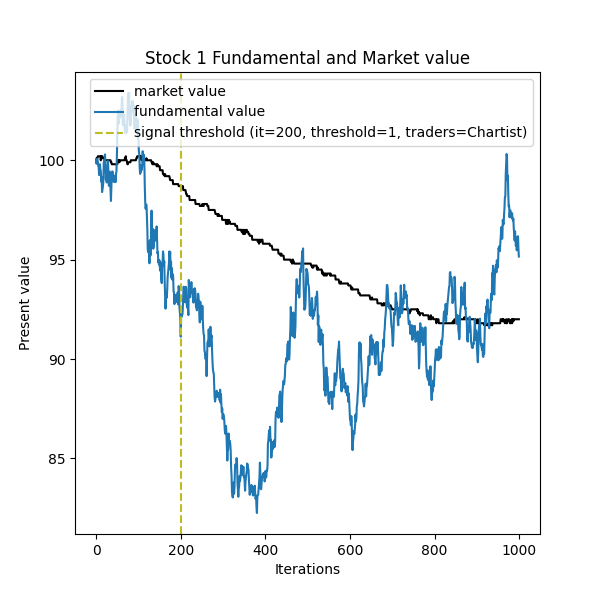 Stock 1 Fundamental and Market value
market value
fundamental value
signal threshold (it=200, threshold=1, traders=Chartist)
Present value
100
95
90
85
0 200 400 600 800 1000
Iterations